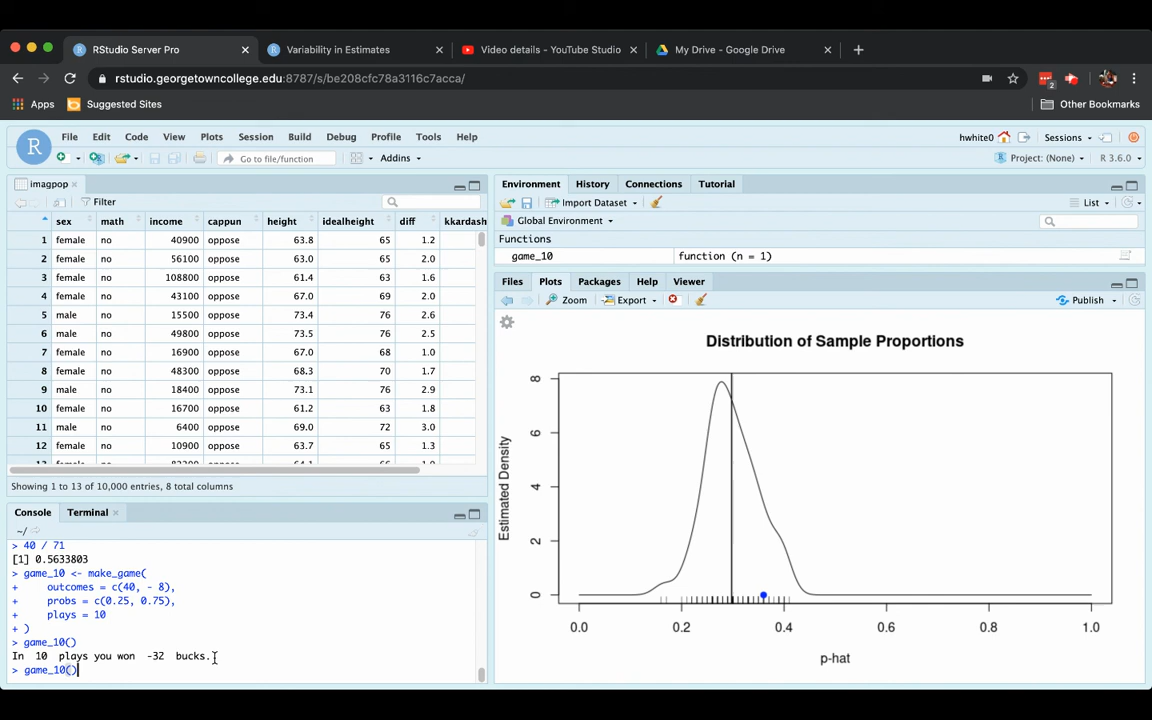 RStudio Server Pro
Variability in Estimates
Video details - YouTube Studio
My Drive - Google Drive
rstudio.georgetowncollege.edu:8787/s/be208cfc78a3116c7acca/
2
Apps
Suggested Sites
Other Bookmarks
R
File Edit Code View Plots Session Build Debug Profile Tools Help
hwhite0
Sessions
Go to file/function
Addins
Project: (None)
R 3.6.0
imagpop
Filter
sex math income cappun height idealheight diff kkardash
1 female no 40900 oppose 63.8 65 1.2
2 female no 56100 oppose 63.0 65 2.0
3 female no 108800 oppose 61.4 63 1.6
4 female no 43100 oppose 67.0 69 2.0
5 male no 15500 oppose 73.4 76 2.6
6 male no 49800 oppose 73.5 76 2.5
7 female no 16900 oppose 67.0 68 1.0
8 female no 48300 oppose 68.3 70 1.7
9 male no 18400 oppose 73.1 76 2.9
10 female no 16700 oppose 61.2 63 1.8
11 male no 6400 oppose 69.0 72 3.0
12 female no 10900 oppose 63.7 65 1.3
Showing 1 to 13 of 10,000 entries, 8 total columns
Console Terminal
~/
> 40 / 71
[1] 0.5633803
> game_10 <- make_game(
+ outcomes = c(40, - 8),
+ probs = c(0.25, 0.75),
+ plays = 10
+ )
> game_10()
In 10 plays you won -32 bucks.
> game_10()
Environment History Connections Tutorial
Import Dataset
List
Global Environment
Functions
game_10 function (n = 1)
Files Plots Packages Help Viewer
Zoom Export Publish
Distribution of Sample Proportions
Estimated Density
8
6
4
2
0
0.0 0.2 0.4 0.6 0.8 1.0
p-hat